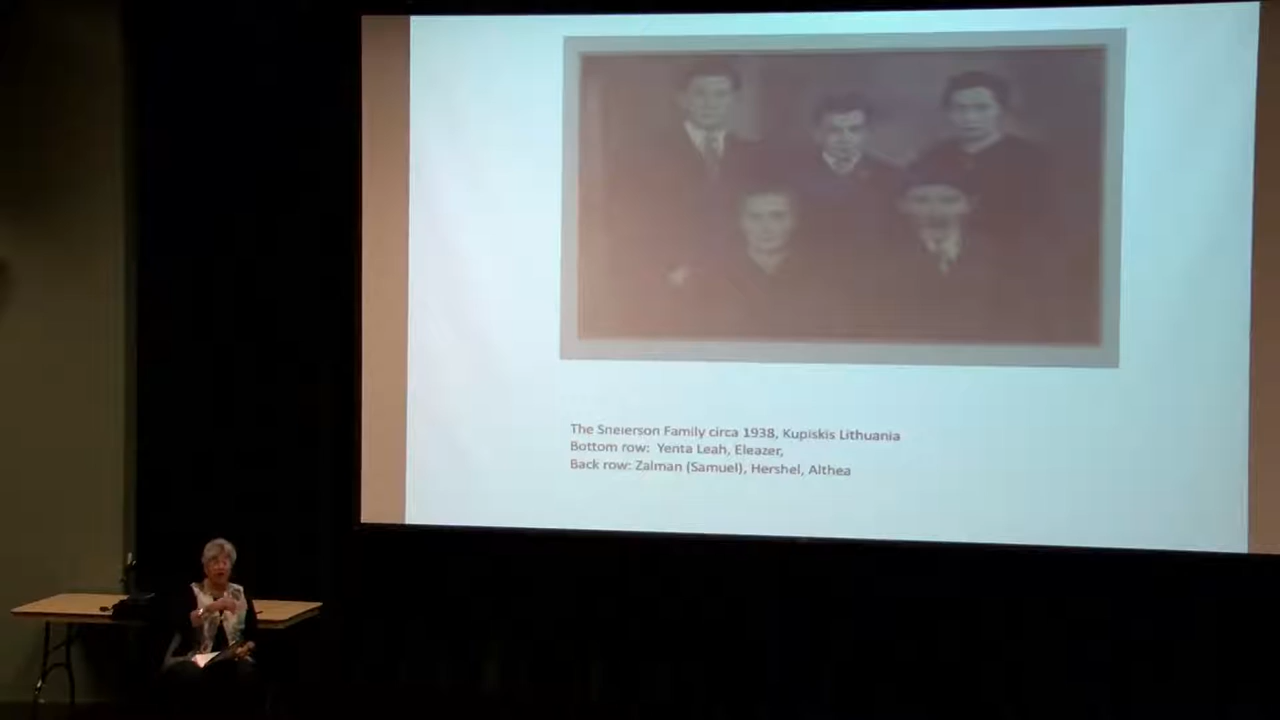 The Sneierson Family circa 1938, Kupiskis Lithuania
Bottom row: Yenta Leah, Eleazer,
Back row: Zalman (Samuel), Hershel, Althea